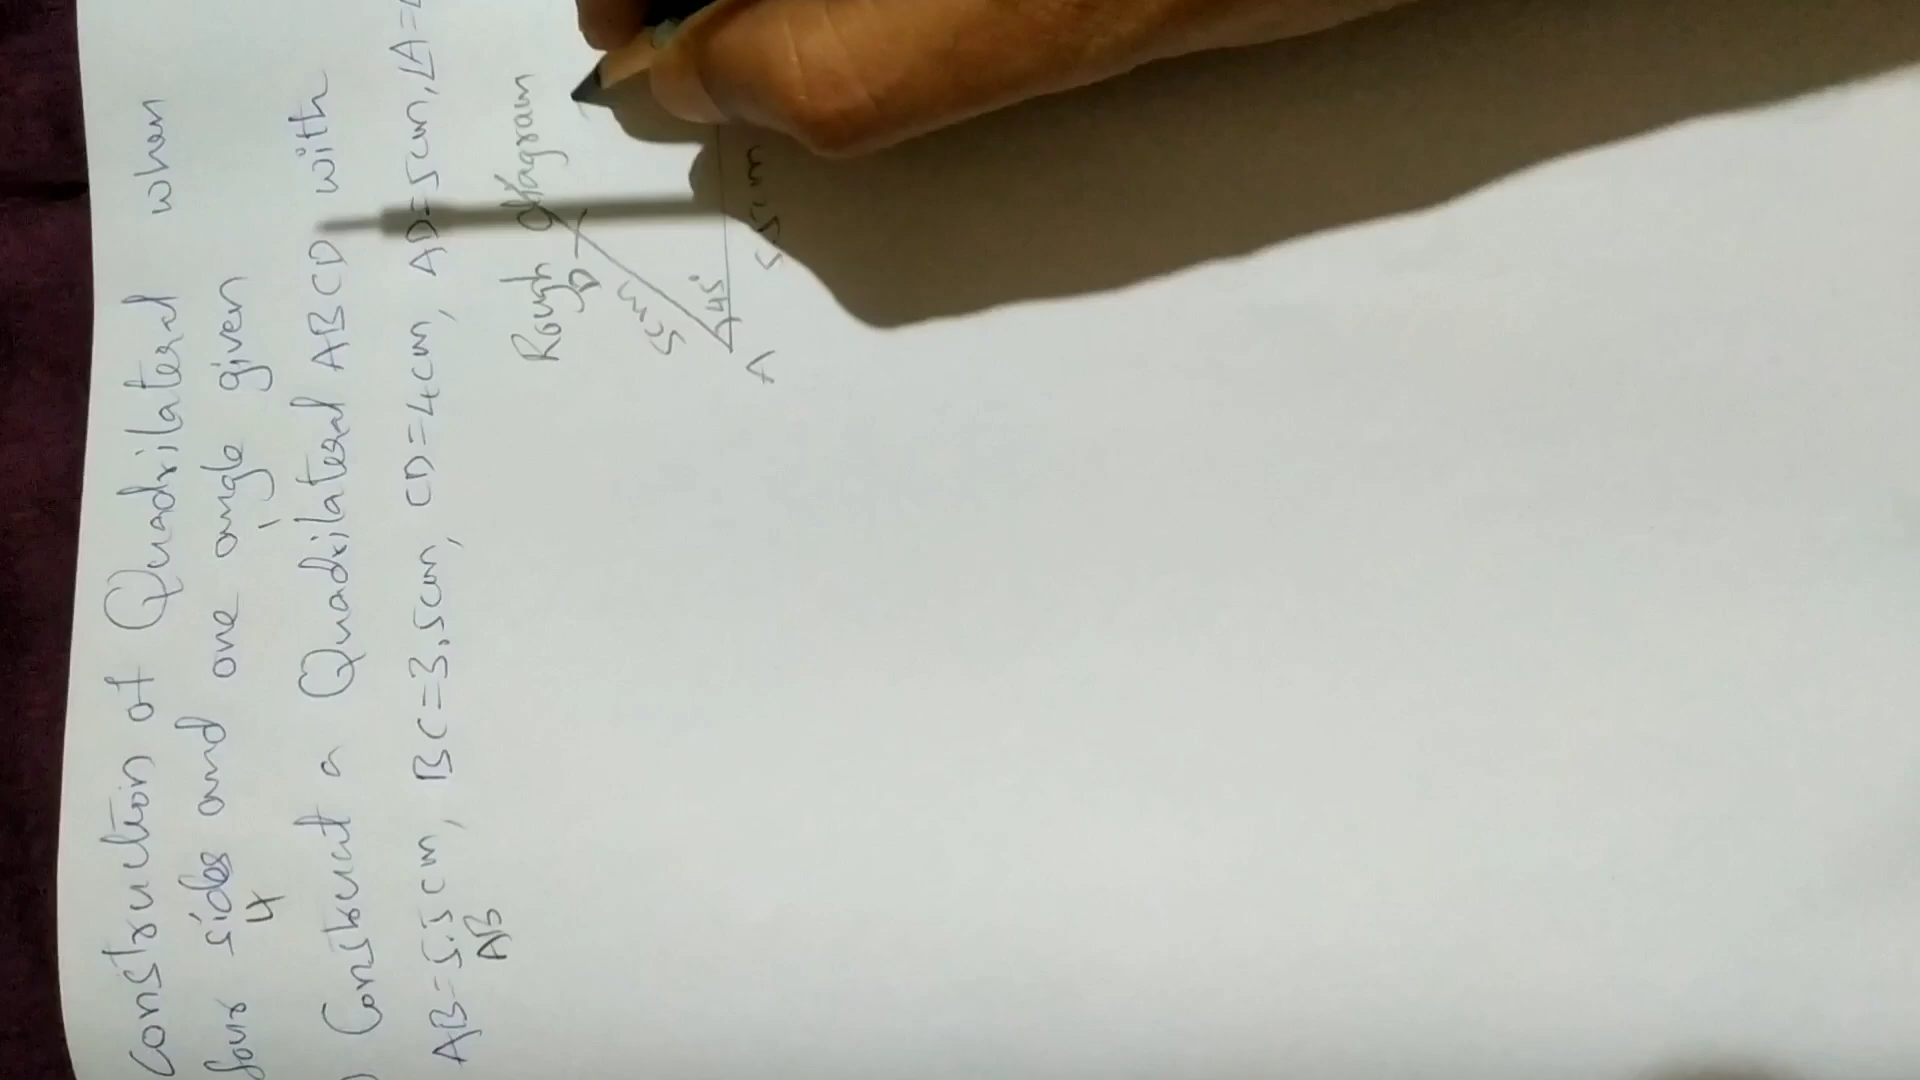 Construction of Quadrilateral when
four sides and one angle given
4
Construct a Quadrilateral ABCD with
AB=5.5cm, BC=3.5cm, CD=4cm, AD=5cm, ∠A=
AB
Rough diagram
D
5cm
45°
A
5.5cm